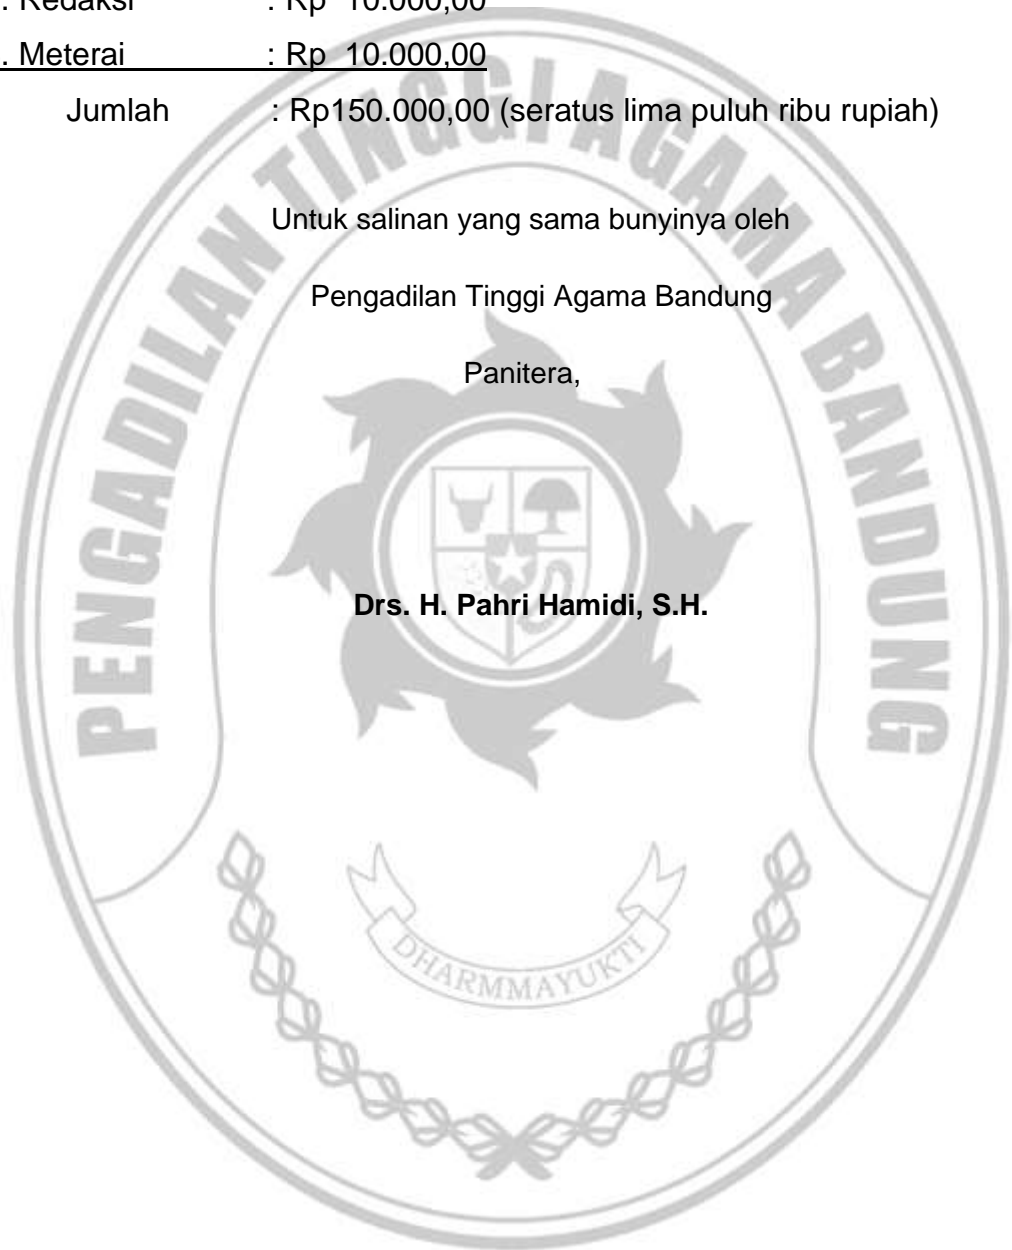 . Redaksi : Rp 10.000,00
. Meterai : Rp 10.000,00
Jumlah : Rp150.000,00 (seratus lima puluh ribu rupiah)
Untuk salinan yang sama bunyinya oleh
Pengadilan Tinggi Agama Bandung
Panitera,
Drs. H. Pahri Hamidi, S.H.
PENGADILAN TINGGI AGAMA BANDUNG
DHARMMAYUKTI